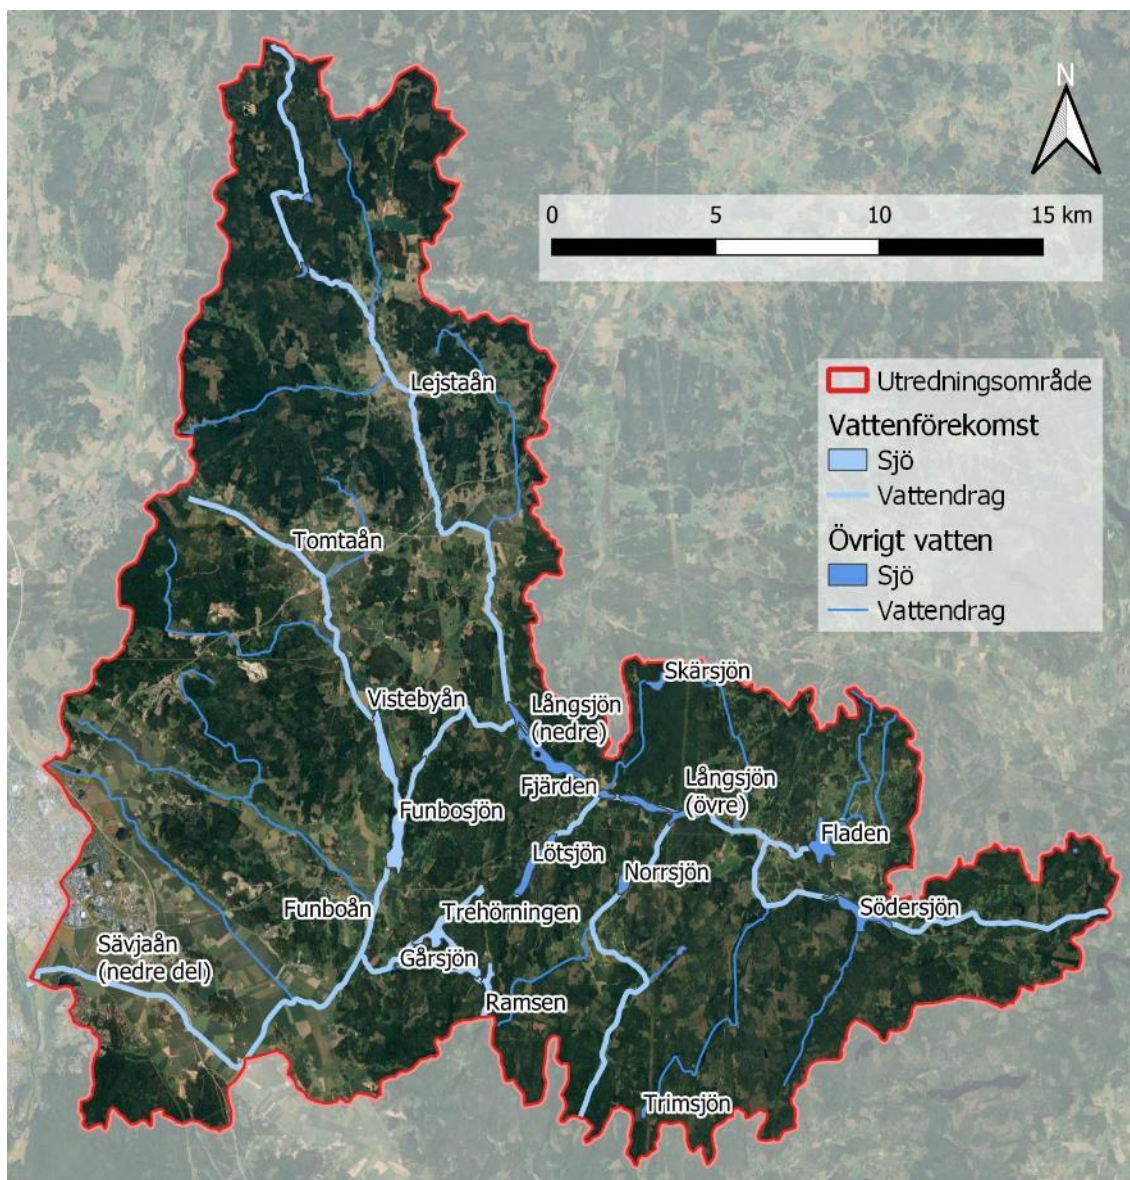 N
0 5 10 15 km
Utredningsområde
Vattenförekomst
Sjö
Vattendrag
Övrigt vatten
Sjö
Vattendrag
Lejstaån
Tomtaån
Skärsjön
Vistebyån
Långsjön
(nedre)
Fjärden
Långsjön
(övre)
Funbosjön
Fladen
Lötsjön
Norrsjön
Funboån
Trehörningen
Södersjön
Sävjaån
(nedre del)
Gårsjön
Ramsen
Trimsjön